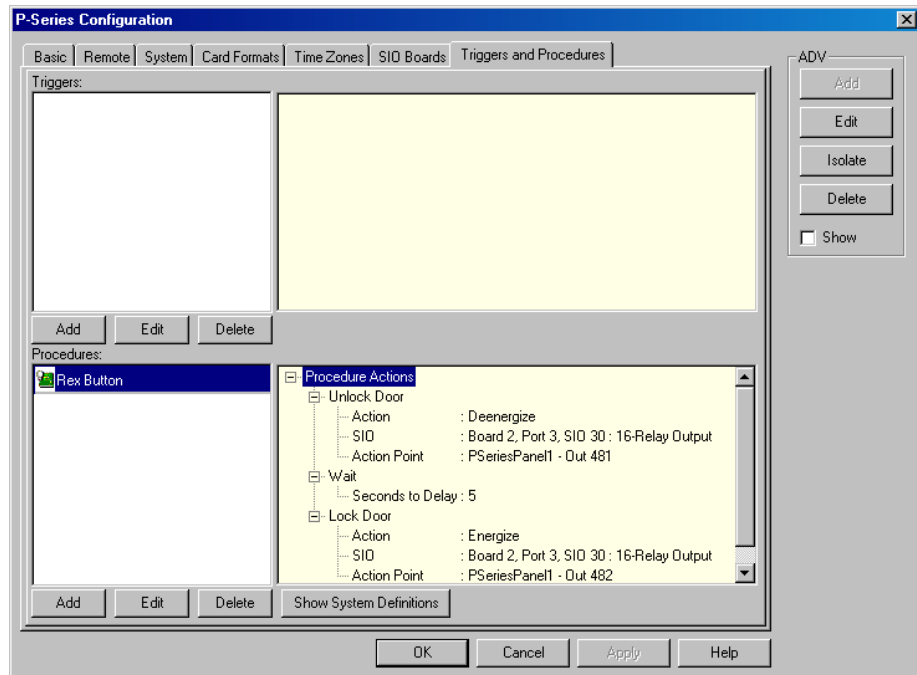 P-Series Configuration
Basic Remote System Card Formats Time Zones SIO Boards Triggers and Procedures
Triggers:
Add Edit Delete
Procedures:
Rex Button
Procedure Actions
Unlock Door
Action : Deenergize
SIO : Board 2, Port 3, SIO 30 : 16-Relay Output
Action Point : PSeriesPanel1 - Out 481
Wait
Seconds to Delay : 5
Lock Door
Action : Energize
SIO : Board 2, Port 3, SIO 30 : 16-Relay Output
Action Point : PSeriesPanel1 - Out 482
Add Edit Delete Show System Definitions
OK Cancel Apply Help
ADV
Add
Edit
Isolate
Delete
Show